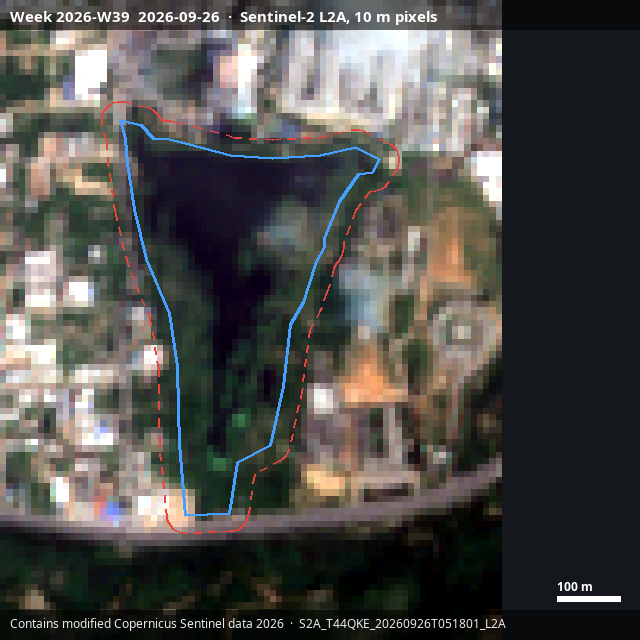 Week 2026-W39  2026-09-26  ·  Sentinel-2 L2A, 10 m pixels
100 m
Contains modified Copernicus Sentinel data 2026  ·  S2A_T44QKE_20260926T051801_L2A